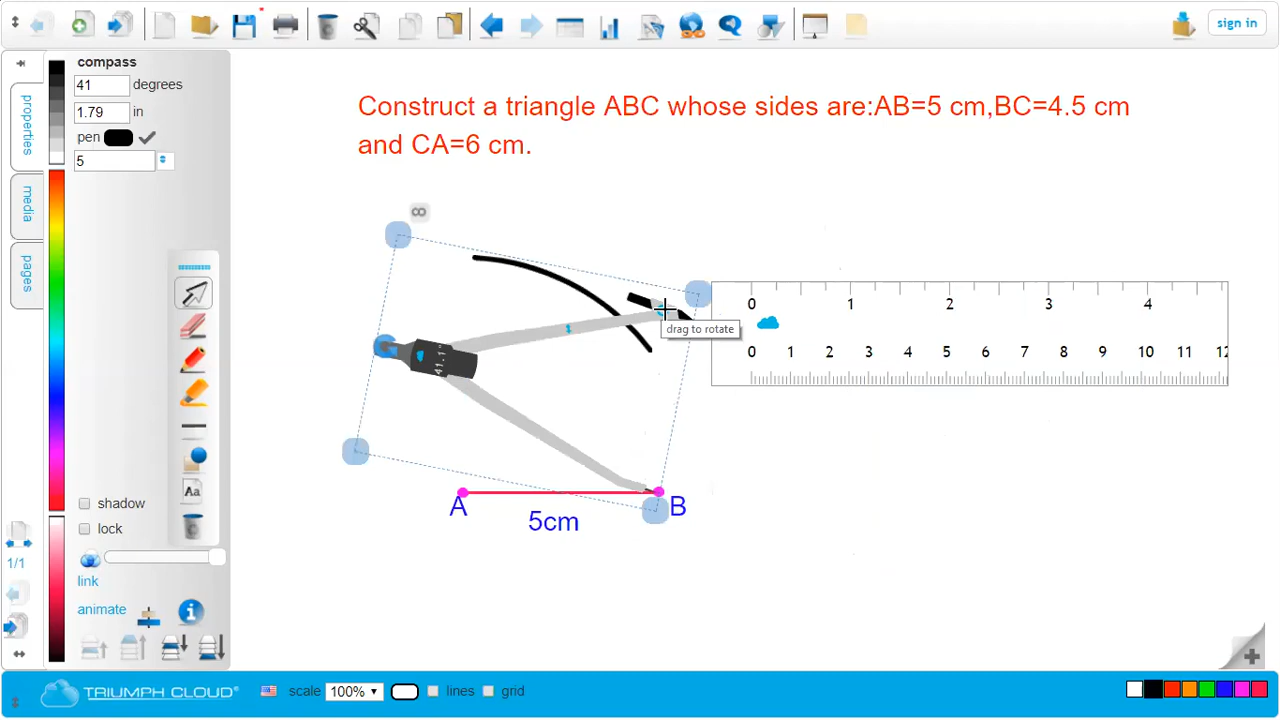 sign in
compass
41 degrees
1.79 in
pen
5
properties
media
pages
Construct a triangle ABC whose sides are:AB=5 cm,BC=4.5 cm
and CA=6 cm.
∞
0 1 2 3 4
0 1 2 3 4 5 6 7 8 9 10 11 12
drag to rotate
41.1°
A B
5cm
Aa
shadow
lock
1/1
link
animate
TRIUMPH CLOUD
scale 100% lines grid